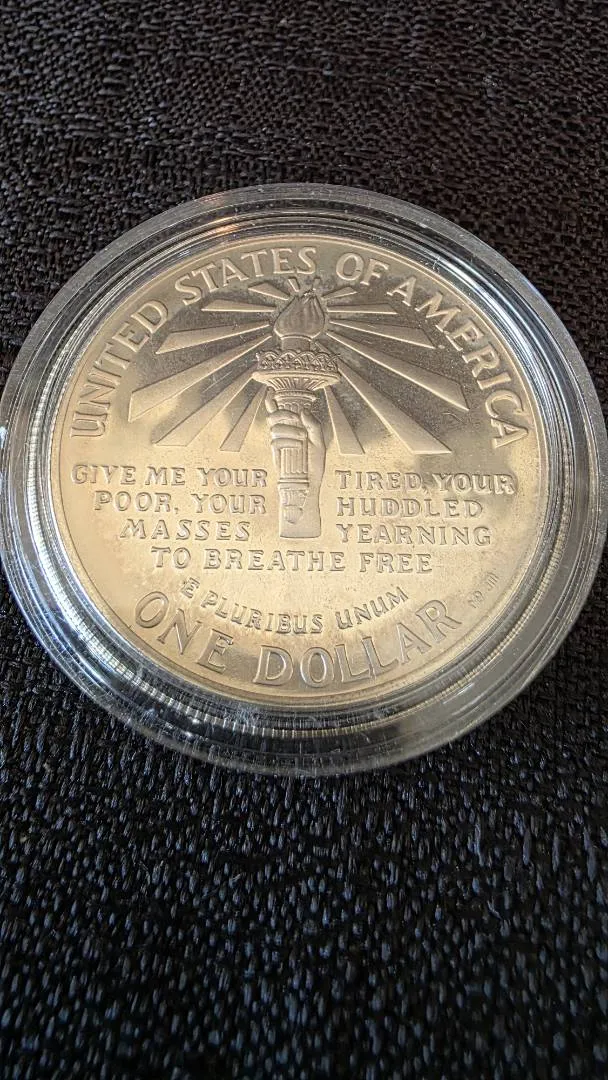 UNITED STATES OF AMERICA
GIVE ME YOUR TIRED, YOUR
POOR, YOUR HUDDLED
MASSES YEARNING
TO BREATHE FREE
E PLURIBUS UNUM
ONE DOLLAR